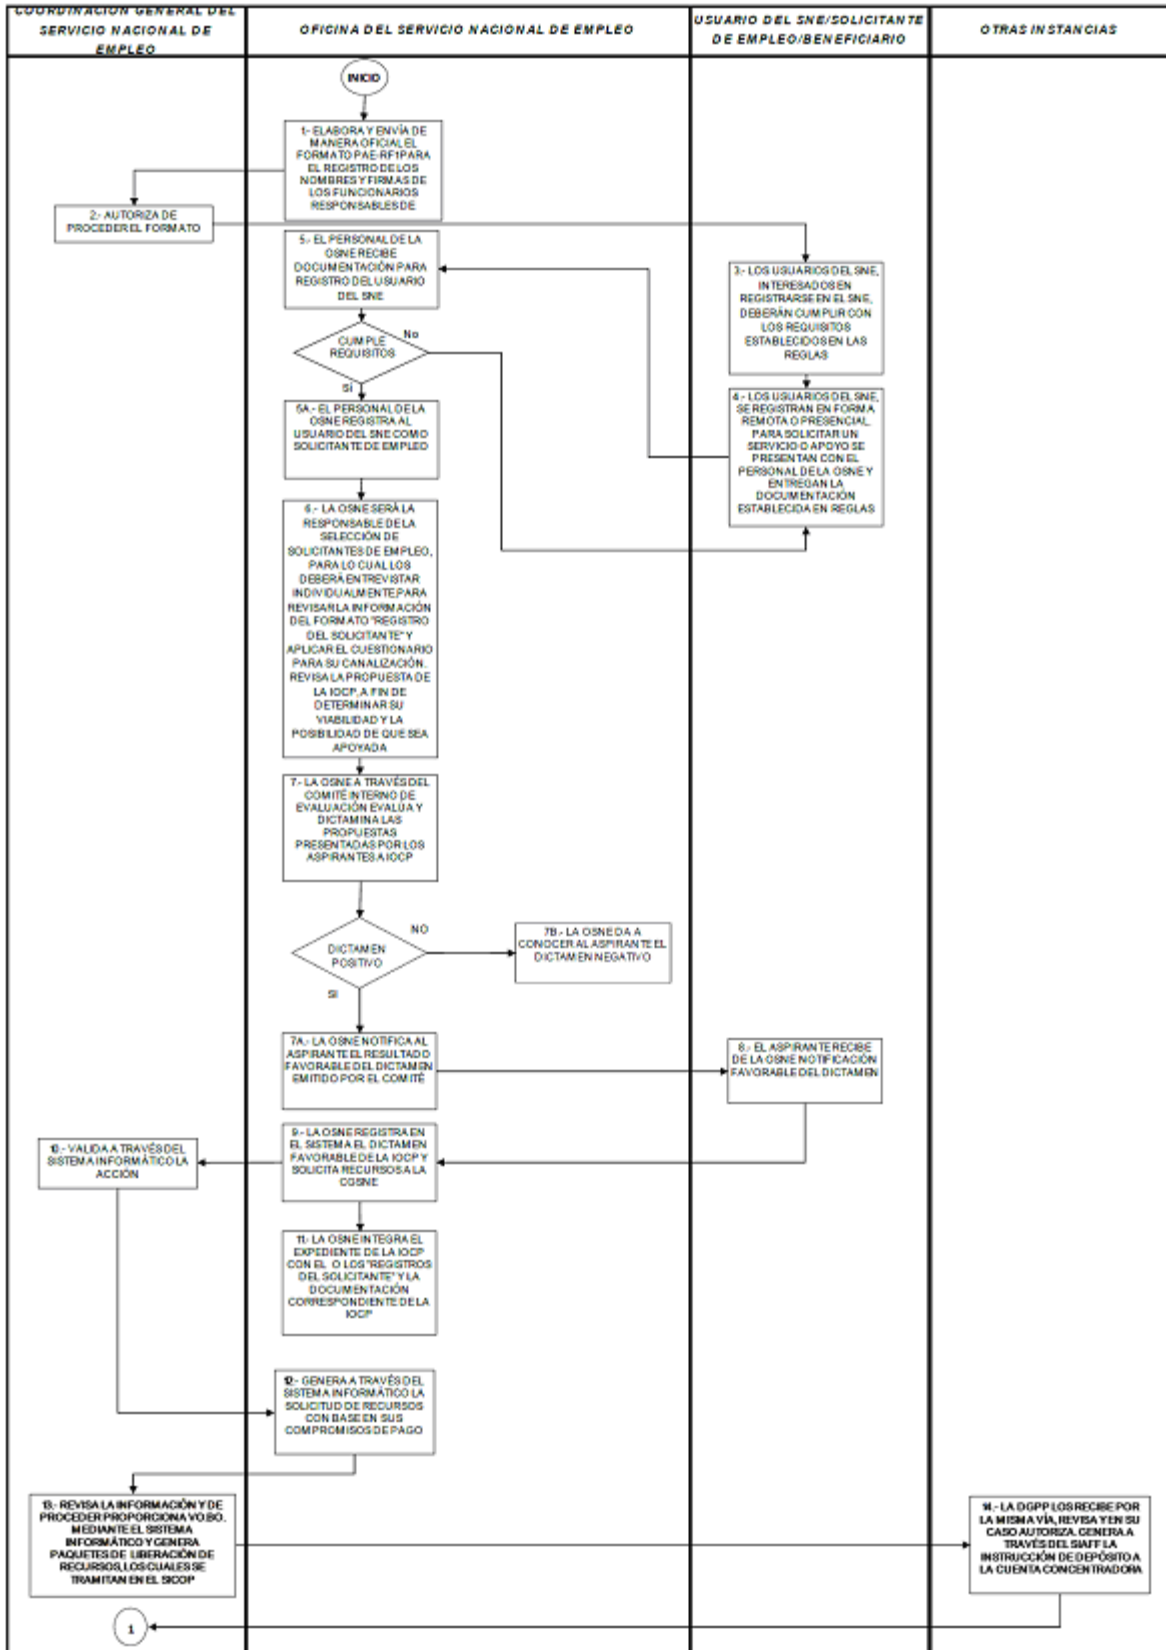 COORDINACIÓN GENERAL DEL
SERVICIO NACIONAL DE
EMPLEO
OFICINA DEL SERVICIO NACIONAL DE EMPLEO
USUARIO DEL SNE/SOLICITANTE
DE EMPLEO/BENEFICIARIO
OTRAS INSTANCIAS
INICIO
1.- ELABORA Y ENVÍA DE
MANERA OFICIAL EL
FORMATO PAE-RF1 PARA
EL REGISTRO DE LOS
NOMBRES Y FIRMAS DE
LOS FUNCIONARIOS
RESPONSABLES DE
2.- AUTORIZA DE
PROCEDER EL FORMATO
3.- LOS USUARIOS DEL SNE,
INTERESADOS EN
REGISTRARSE EN EL SNE,
DEBERÁN CUMPLIR CON
LOS REQUISITOS
ESTABLECIDOS EN LAS
REGLAS
4.- LOS USUARIOS DEL SNE,
SE REGISTRAN EN FORMA
REMOTA O PRESENCIAL.
PARA SOLICITAR UN
SERVICIO O APOYO SE
PRESENTAN CON EL
PERSONAL DE LA OSNE Y
ENTREGAN LA
DOCUMENTACIÓN
ESTABLECIDA EN REGLAS
5.- EL PERSONAL DE LA
OSNE RECIBE
DOCUMENTACIÓN PARA
REGISTRO DEL USUARIO
DEL SNE
CUMPLE
REQUISITOS
No
SÍ
5A.- EL PERSONAL DE LA
OSNE REGISTRA AL
USUARIO DEL SNE COMO
SOLICITANTE DE EMPLEO
6.- LA OSNE SERÁ LA
RESPONSABLE DE LA
SELECCIÓN DE
SOLICITANTES DE EMPLEO,
PARA LO CUAL LOS
DEBERÁ ENTREVISTAR
INDIVIDUALMENTE, PARA
REVISAR LA INFORMACIÓN
DEL FORMATO "REGISTRO
DEL SOLICITANTE" Y
APLICAR EL CUESTIONARIO
PARA SU CANALIZACIÓN.
REVISA LA PROPUESTA DE
LA IOCP, A FIN DE
DETERMINAR SU
VIABILIDAD Y LA
POSIBILIDAD DE QUE SEA
APOYADA
7.- LA OSNE A TRAVÉS DEL
COMITÉ INTERNO DE
EVALUACIÓN EVALÚA Y
DICTAMINA LAS
PROPUESTAS
PRESENTADAS POR LOS
ASPIRANTES A IOCP
DICTAMEN
POSITIVO
NO
SI
7B.- LA OSNE DA A
CONOCER AL ASPIRANTE EL
DICTAMEN NEGATIVO
7A.- LA OSNE NOTIFICA AL
ASPIRANTE EL RESULTADO
FAVORABLE DEL DICTAMEN
EMITIDO POR EL COMITÉ
8.- EL ASPIRANTE RECIBE
DE LA OSNE NOTIFICACIÓN
FAVORABLE DEL DICTAMEN
9.- LA OSNE REGISTRA EN
EL SISTEMA EL DICTAMEN
FAVORABLE DE LA IOCP Y
SOLICITA RECURSOS A LA
CGSNE
10.- VALIDA A TRAVÉS DEL
SISTEMA INFORMÁTICO LA
ACCIÓN
11.- LA OSNE INTEGRA EL
EXPEDIENTE DE LA IOCP
CON EL O LOS "REGISTROS
DEL SOLICITANTE" Y LA
DOCUMENTACIÓN
CORRESPONDIENTE DE LA
IOCP
12.- GENERA A TRAVÉS DEL
SISTEMA INFORMÁTICO LA
SOLICITUD DE RECURSOS
CON BASE EN SUS
COMPROMISOS DE PAGO
13.- REVISA LA INFORMACIÓN Y DE
PROCEDER PROPORCIONA VO.BO.
MEDIANTE EL SISTEMA
INFORMÁTICO Y GENERA
PAQUETES DE LIBERACIÓN DE
RECURSOS, LOS CUALES SE
TRAMITAN EN EL SICOP
14.- LA DGPP LOS RECIBE POR
LA MISMA VÍA, REVISA Y EN SU
CASO AUTORIZA. GENERA A
TRAVÉS DEL SIAFF LA
INSTRUCCIÓN DE DEPÓSITO A
LA CUENTA CONCENTRADORA
1